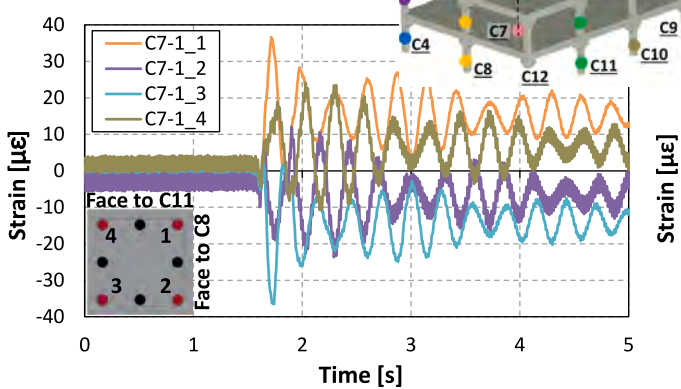 40
30
20
10
0
-10
-20
-30
-40
Strain [µε]
C7-1_1
C7-1_2
C7-1_3
C7-1_4
C4
C7
C8
C12
C11
C10
C9
Face to C11
Face to C8
4 1
3 2
0 1 2 3 4 5
Time [s]
Strain [µε]